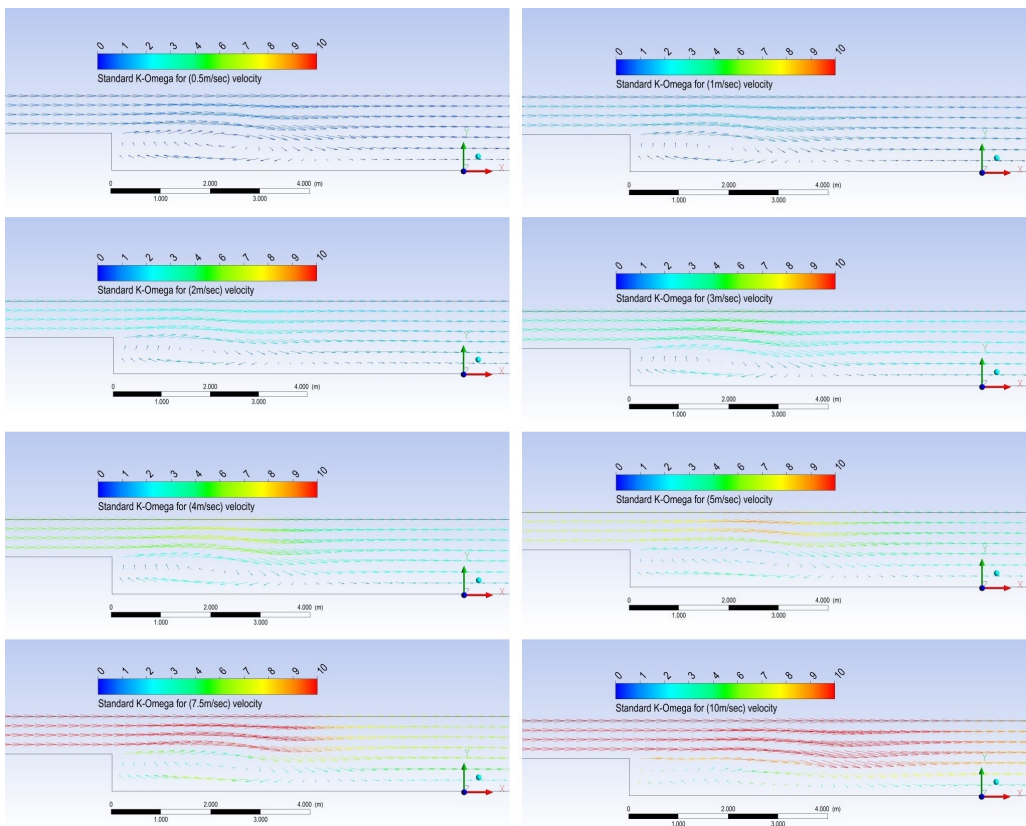 0 1 2 3 4 5 6 7 8 9 10
Standard K-Omega for (0.5m/sec) velocity
Y
Z X
0 2.000 4.000 (m)
1.000 3.000
0 1 2 3 4 5 6 7 8 9 10
Standard K-Omega for (1m/sec) velocity
Y
Z X
0 2.000 4.000 (m)
1.000 3.000
0 1 2 3 4 5 6 7 8 9 10
Standard K-Omega for (2m/sec) velocity
Y
Z X
0 2.000 4.000 (m)
1.000 3.000
0 1 2 3 4 5 6 7 8 9 10
Standard K-Omega for (3m/sec) velocity
Y
Z X
0 2.000 4.000 (m)
1.000 3.000
0 1 2 3 4 5 6 7 8 9 10
Standard K-Omega for (4m/sec) velocity
Y
Z X
0 2.000 4.000 (m)
1.000 3.000
0 1 2 3 4 5 6 7 8 9 10
Standard K-Omega for (5m/sec) velocity
Y
Z X
0 2.000 4.000 (m)
1.000 3.000
0 1 2 3 4 5 6 7 8 9 10
Standard K-Omega for (7.5m/sec) velocity
Y
Z X
0 2.000 4.000 (m)
1.000 3.000
0 1 2 3 4 5 6 7 8 9 10
Standard K-Omega for (10m/sec) velocity
Y
Z X
0 2.000 4.000 (m)
1.000 3.000